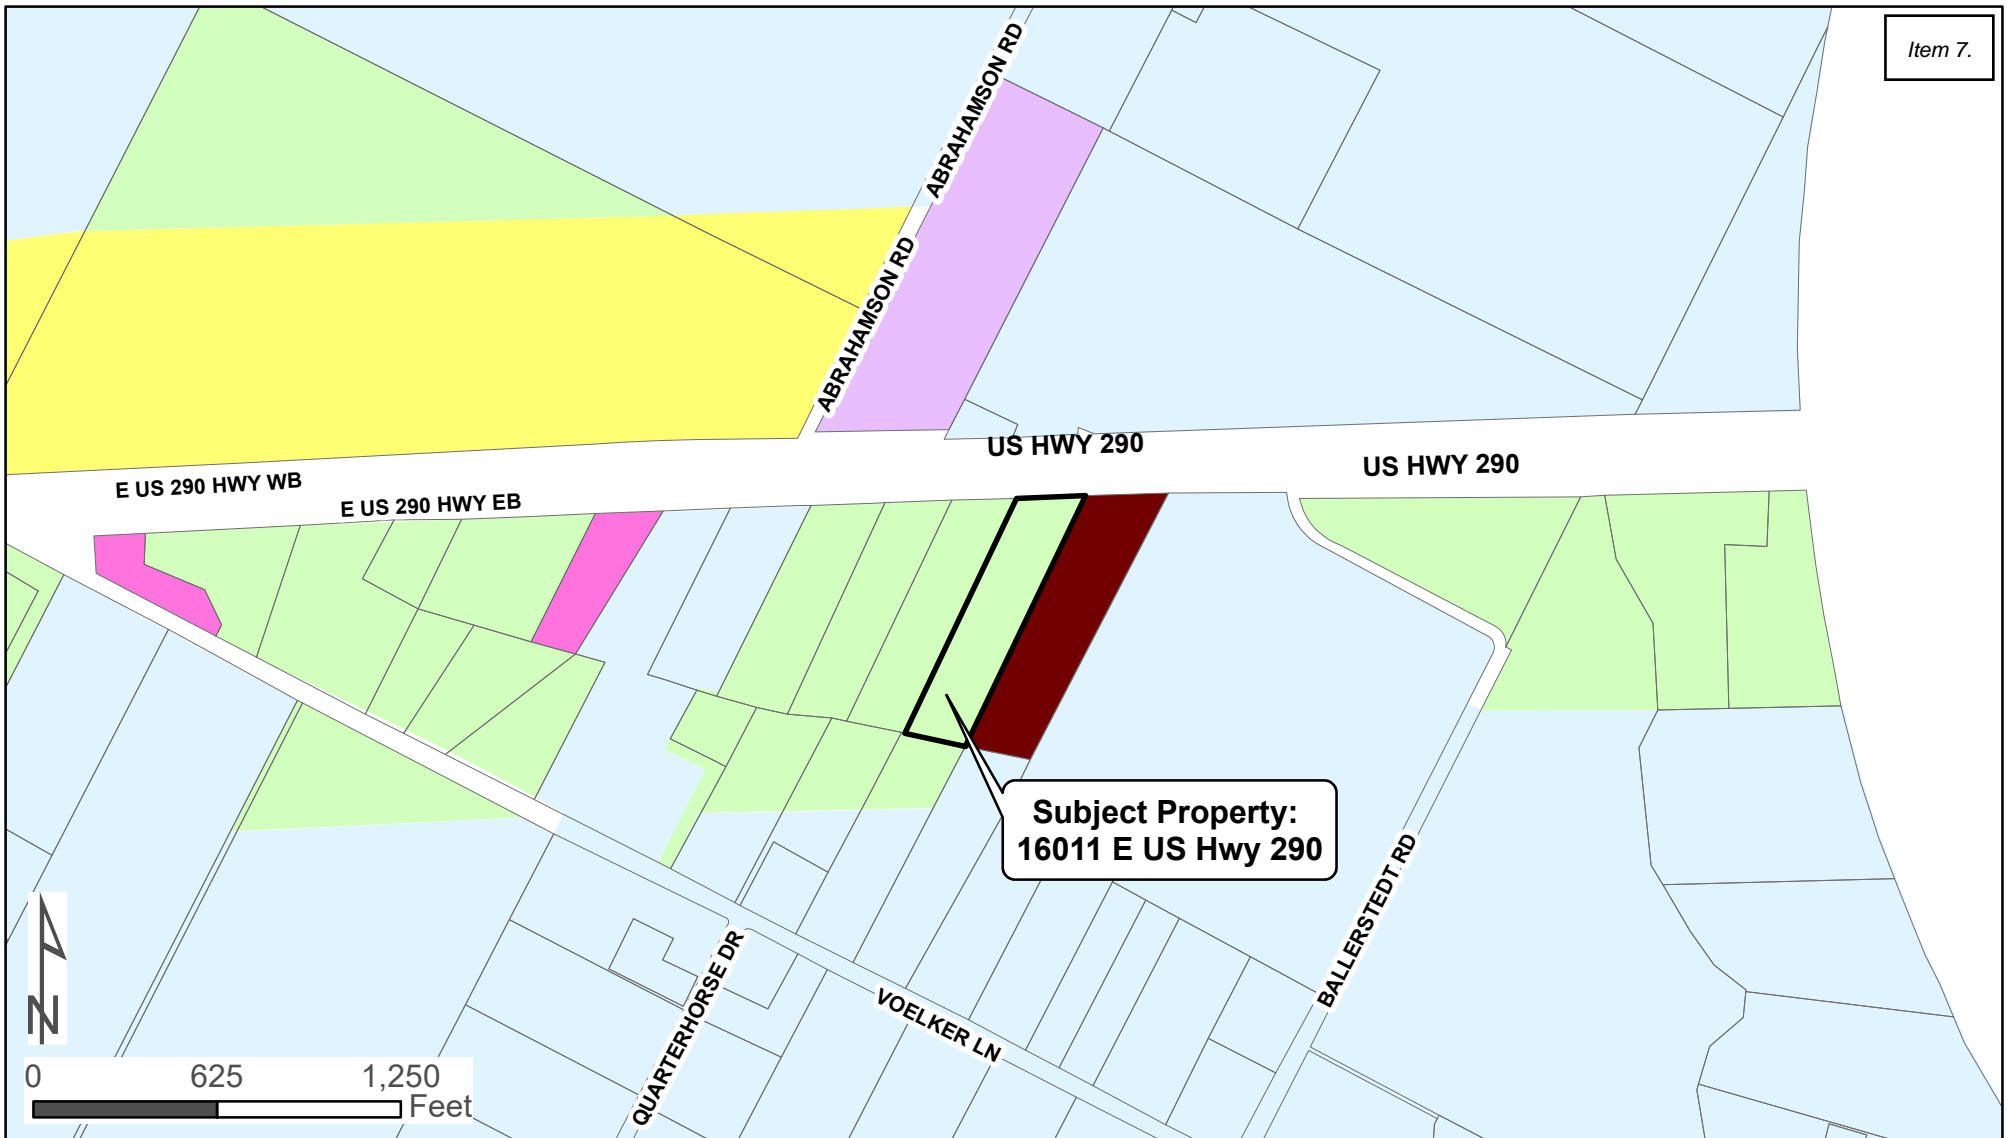 Item 7.
ABRAHAMSON RD
ABRAHAMSON RD
US HWY 290
US HWY 290
E US 290 HWY WB
E US 290 HWY EB
Subject Property:
16011 E US Hwy 290
BALLERSTEDT RD
QUARTERHORSE DR
VOELKER LN
N
0 625 1,250
Feet